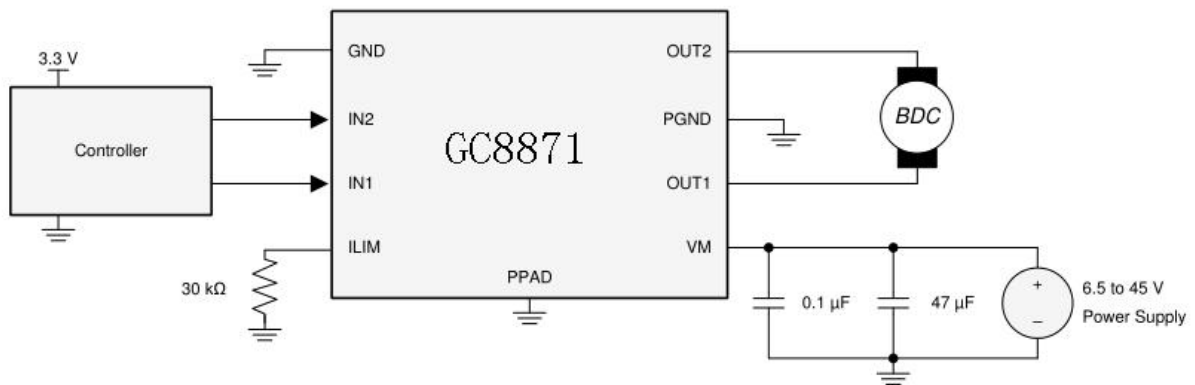 3.3 V
Controller
30 kΩ
GND
IN2
IN1
ILIM
GC8871
PPAD
OUT2
PGND
OUT1
VM
BDC
0.1 µF
47 µF
+
–
6.5 to 45 V
Power Supply